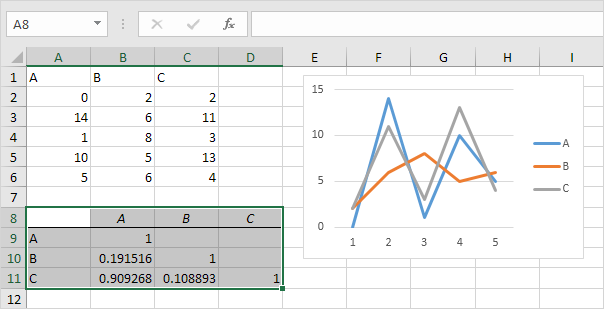 A8 fx
A B C D E F G H I
1 A B C
2 0 2 2
3 14 6 11
4 1 8 3
5 10 5 13
6 5 6 4
7
8 A B C
9 A 1
10 B 0.191516 1
11 C 0.909268 0.108893 1
12
15
10
5
0
1 2 3 4 5
A
B
C